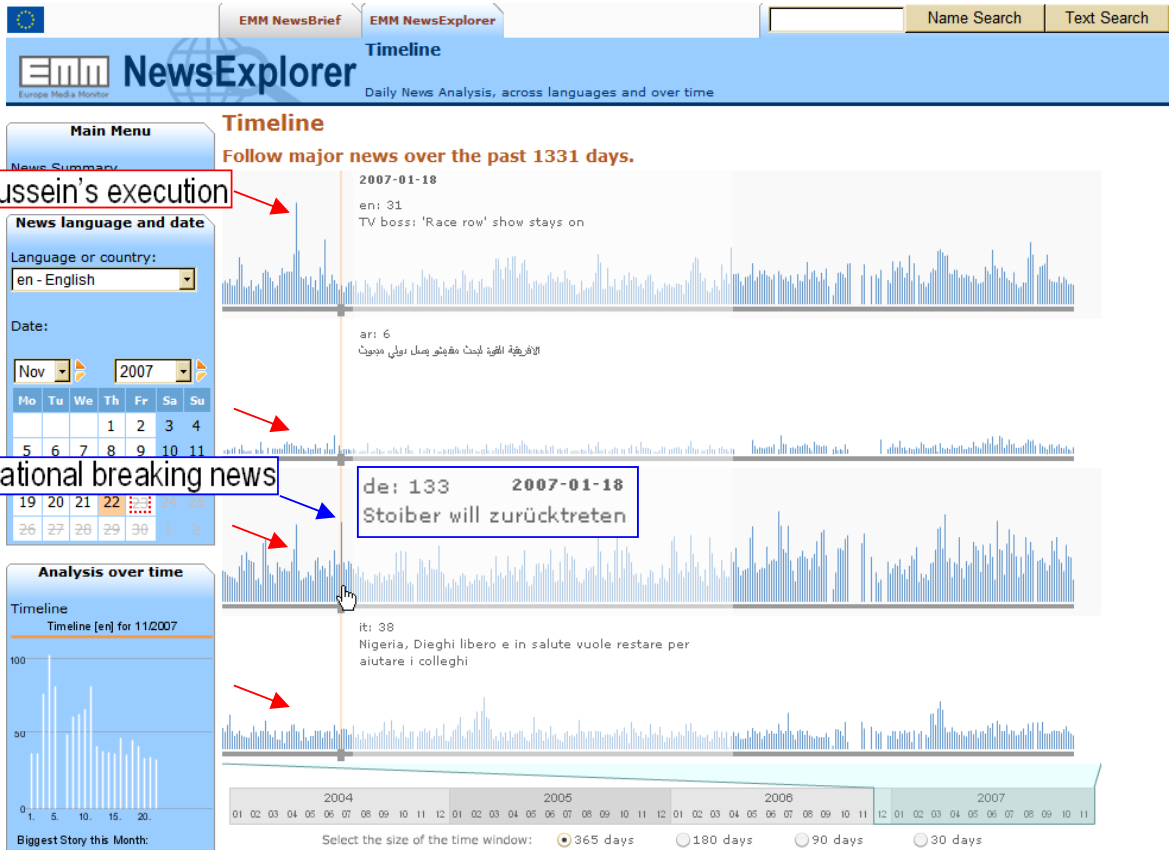 EMM NewsBrief
EMM NewsExplorer
Name Search
Text Search
EMM
Europe Media Monitor
NewsExplorer
Timeline
Daily News Analysis, across languages and over time
Main Menu
News Summary
ussein's execution
News language and date
Language or country:
en - English
Date:
Nov
2007
Mo Tu We Th Fr Sa Su
1 2 3 4
5 6 7 8 9 10 11
ational breaking news
19 20 21 22 23 24 25
26 27 28 29 30 1 2
Analysis over time
Timeline
Timeline [en] for 11/2007
100
50
0
1. 5. 10. 15. 20.
Biggest Story this Month:
Timeline
Follow major news over the past 1331 days.
2007-01-18
en: 31
TV boss: 'Race row' show stays on
ar: 6
de: 133 2007-01-18
Stoiber will zurücktreten
it: 38
Nigeria, Dieghi libero e in salute vuole restare per
aiutare i colleghi
2004 2005 2006 2007
01 02 03 04 05 06 07 08 09 10 11 12 01 02 03 04 05 06 07 08 09 10 11 12 01 02 03 04 05 06 07 08 09 10 11 12 01 02 03 04 05 06 07 08 09 10 11
Select the size of the time window: 365 days 180 days 90 days 30 days